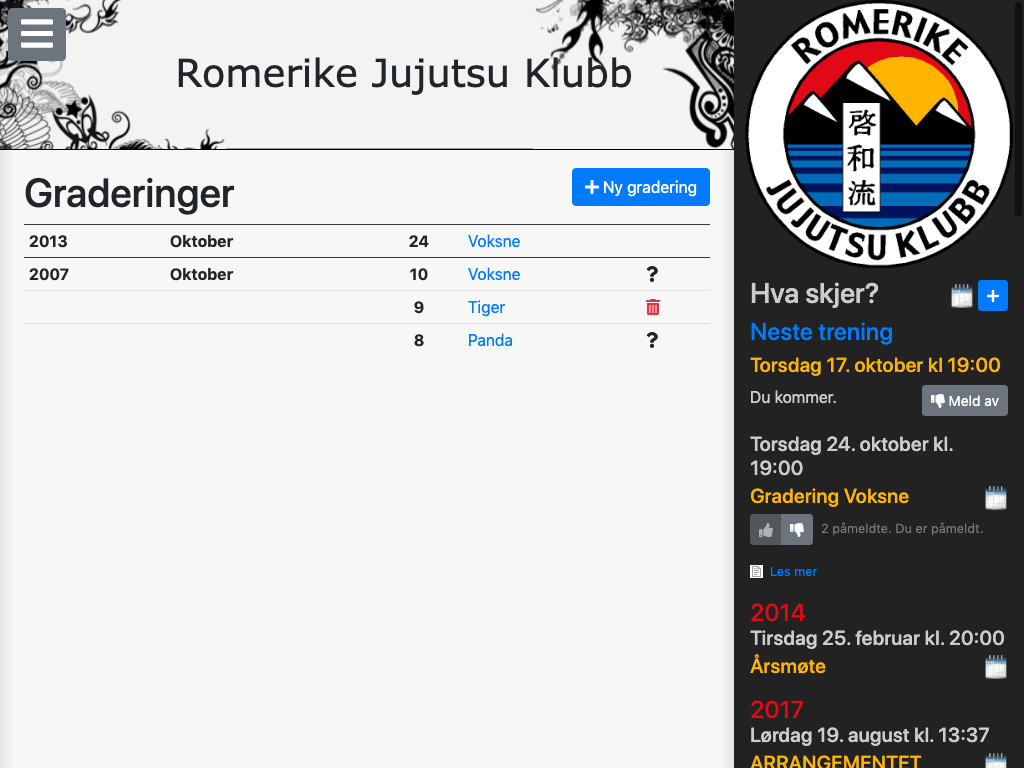 Romerike Jujutsu Klubb
Graderinger
Ny gradering
2013 Oktober 24 Voksne
2007 Oktober 10 Voksne ?
9 Tiger
8 Panda ?
ROMERIKE
啓和流
JUJUTSU KLUBB
Hva skjer?
Neste trening
Torsdag 17. oktober kl 19:00
Du kommer.
Meld av
Torsdag 24. oktober kl.
19:00
Gradering Voksne
2 påmeldte. Du er påmeldt.
Les mer
2014
Tirsdag 25. februar kl. 20:00
Årsmøte
2017
Lørdag 19. august kl. 13:37
ARRANGEMENTET